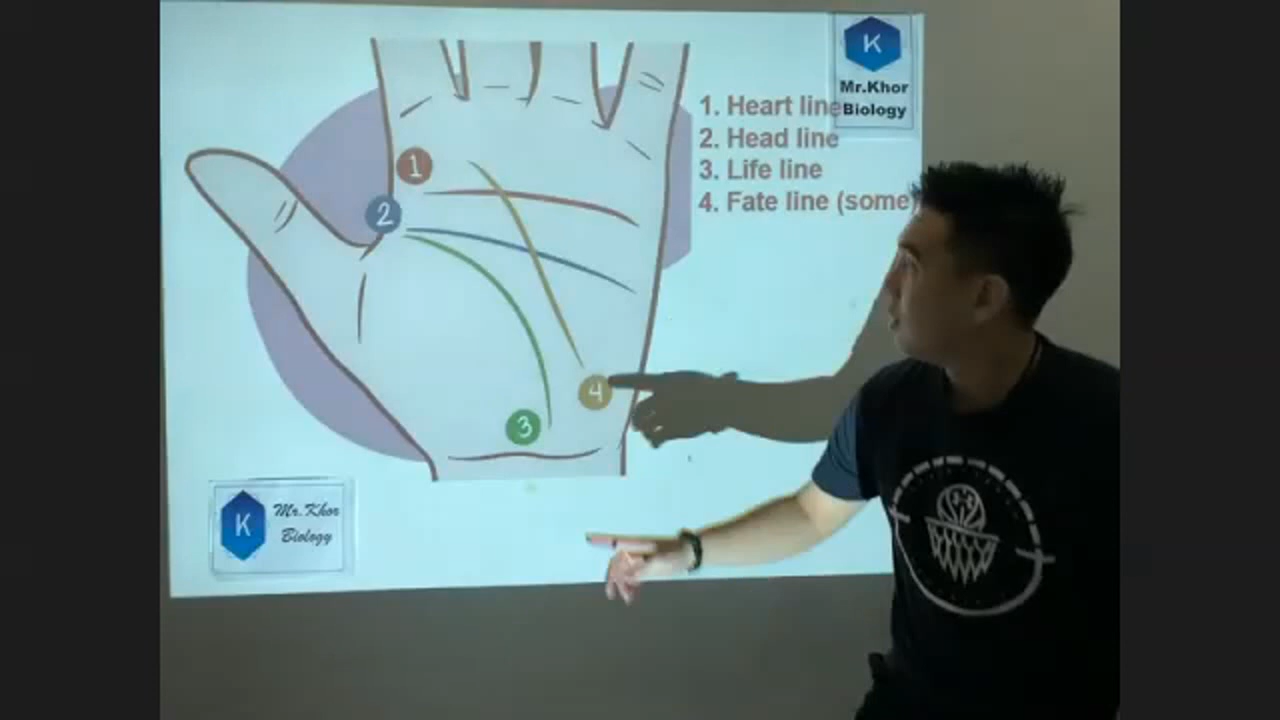 K
Mr.Khor
Biology
1. Heart line
2. Head line
3. Life line
4. Fate line (some)
1
2
3
4
K
Mr.Khor
Biology